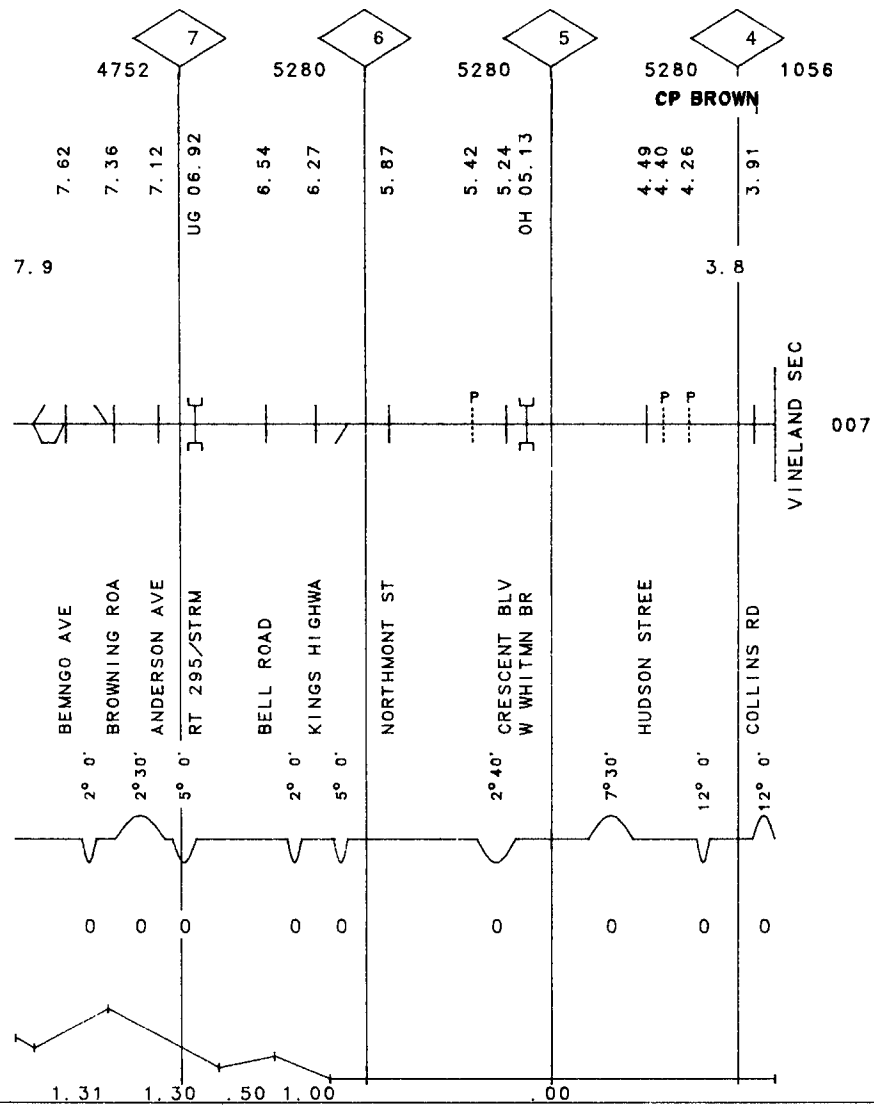 7 6 5 4
4752 5280 5280 5280 1056
CP BROWN
7.62 7.36 7.12 UG 06.92 6.54 6.27 5.87 5.42 5.24 OH 05.13 4.49 4.40 4.26 3.91
7.9 3.8
P P P
VINELAND SEC
007
BEMNGO AVE
BROWNING ROA
ANDERSON AVE
RT 295/STRM
BELL ROAD
KINGS HIGHWA
NORTHMONT ST
CRESCENT BLV
W WHITMN BR
HUDSON STREE
COLLINS RD
2° 0' 2°30' 5° 0' 2° 0' 5° 0' 2°40' 7°30' 12° 0' 12° 0'
0 0 0 0 0 0 0 0 0
1.31 1.30 .50 1.00 .00